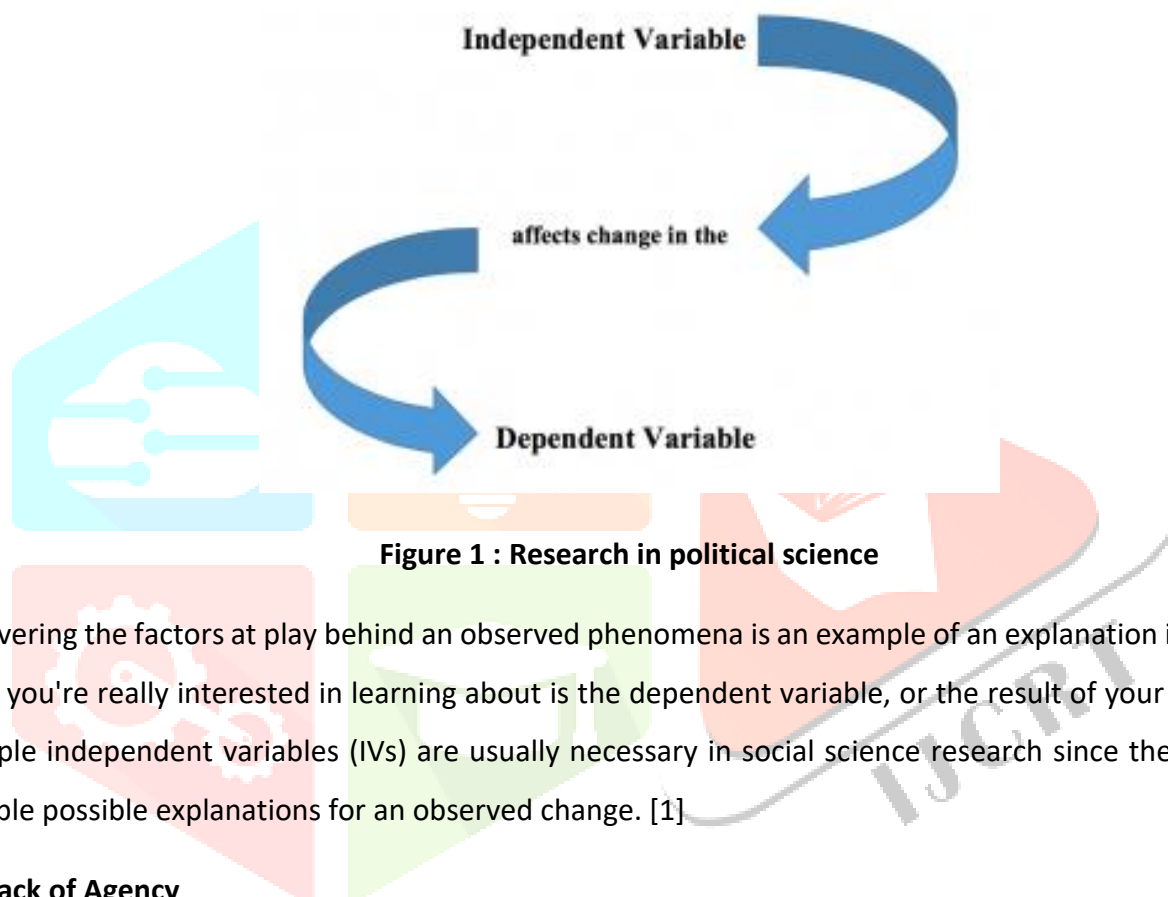 Independent Variable
affects change in the
Dependent Variable
Figure 1 : Research in political science
vering the factors at play behind an observed phenomena is an example of an explanation i
you're really interested in learning about is the dependent variable, or the result of your
ple independent variables (IVs) are usually necessary in social science research since the
ble possible explanations for an observed change. [1]
ack of Agency
IJCRT